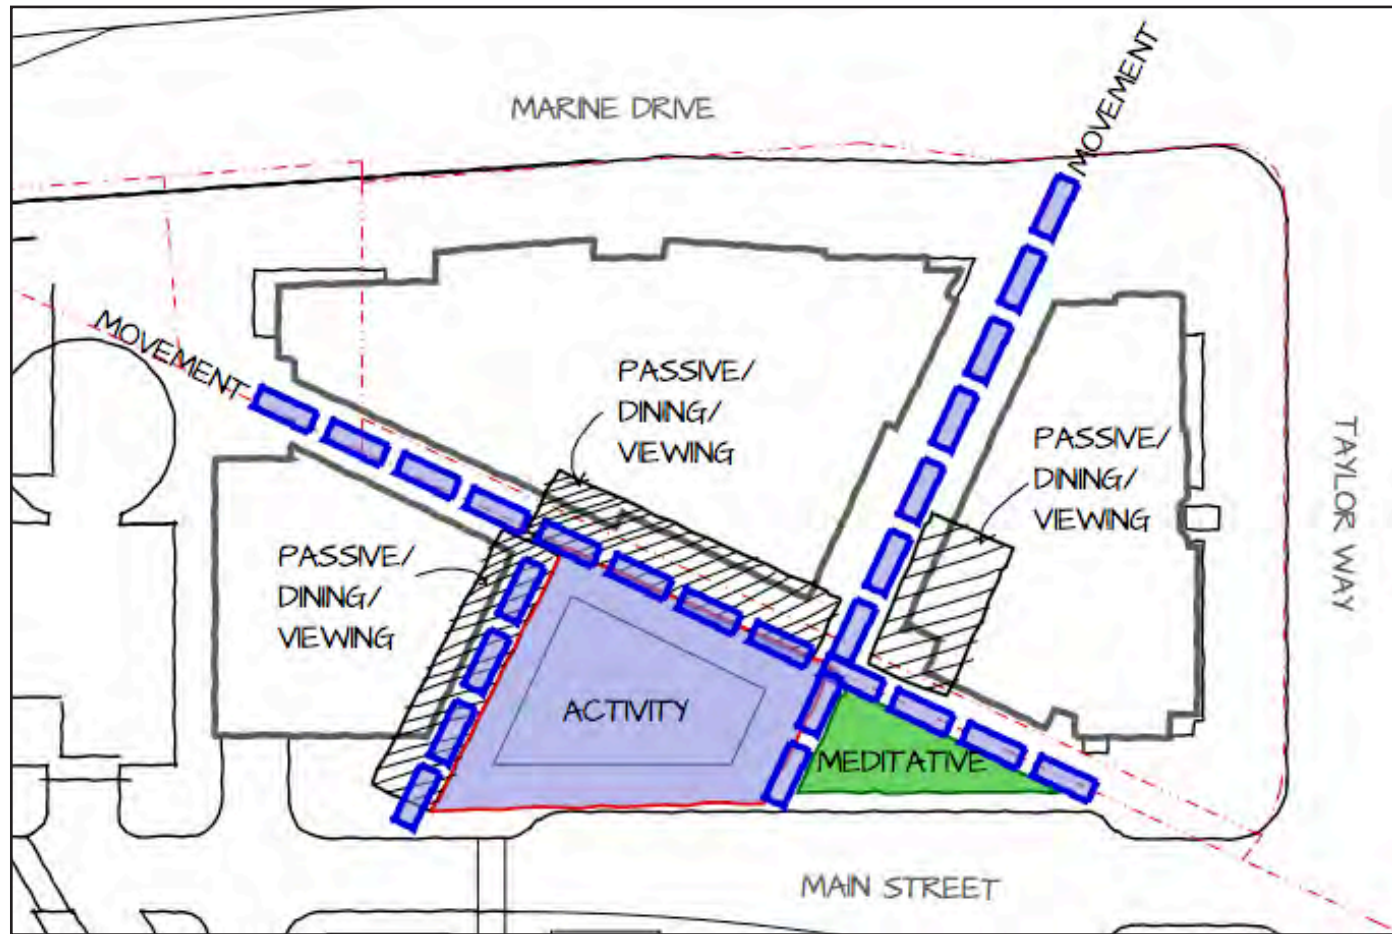 MOVEMENT
MARINE DRIVE
MOVEMENT
PASSIVE/
DINING/
VIEWING
PASSIVE/
DINING/
VIEWING
TAYLOR WAY
PASSIVE/
DINING/
VIEWING
ACTIVITY
MEDITATIVE
MAIN STREET